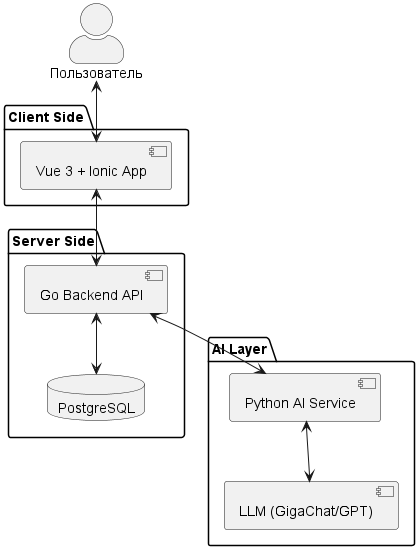 Пользователь
Client Side
Vue 3 + Ionic App
Server Side
Go Backend API
PostgreSQL
AI Layer
Python AI Service
LLM (GigaChat/GPT)